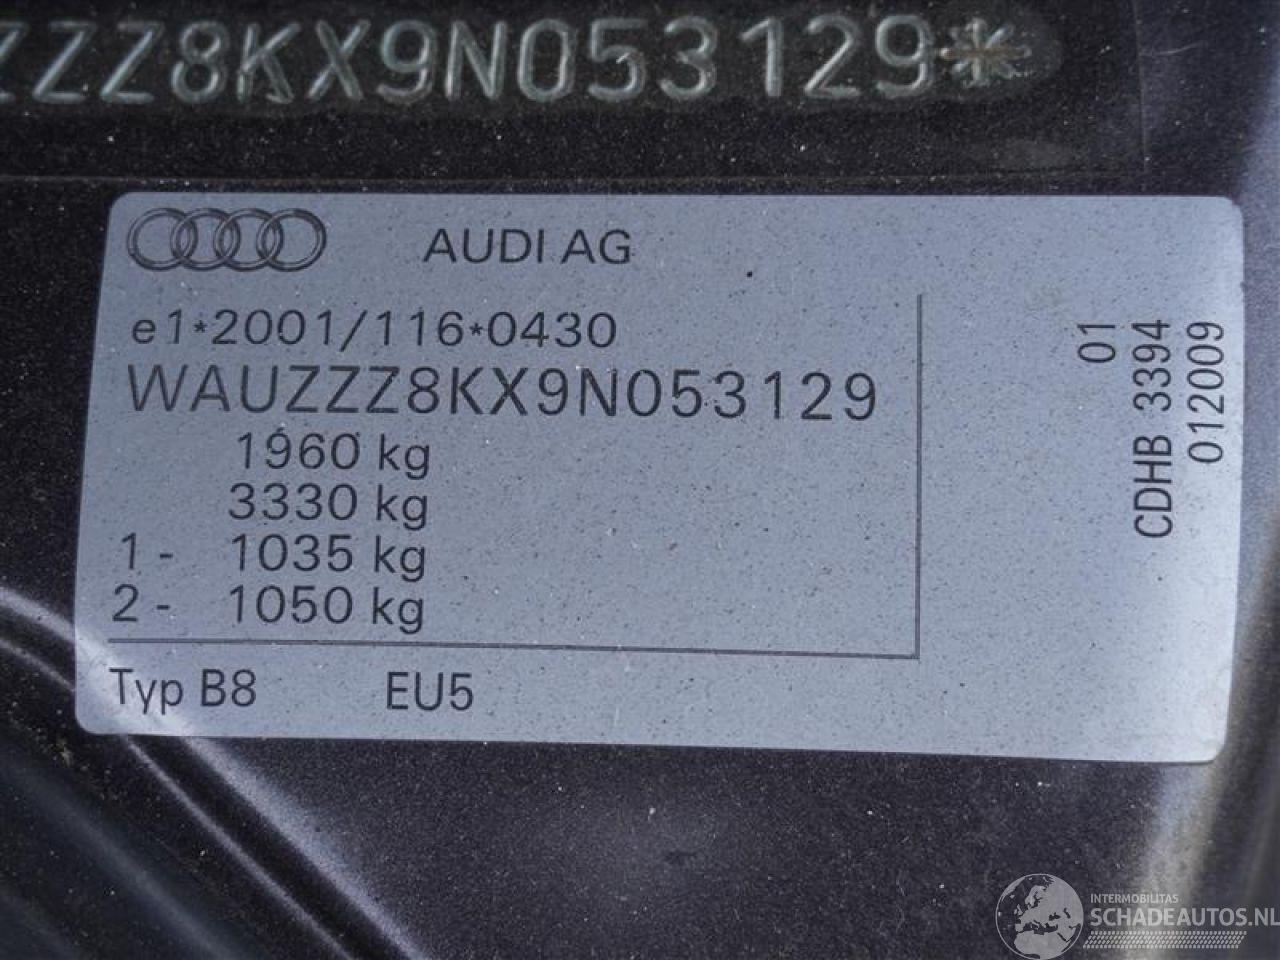 ZZZ8KX9N053129*
AUDI AG
e1*2001/116*0430
WAUZZZ8KX9N053129
1960 kg
3330 kg
1 - 1035 kg
2 - 1050 kg
Typ B8 EU5
01
CDHB 3394
012009
INTERMOBILITAS
SCHADEAUTOS.NL